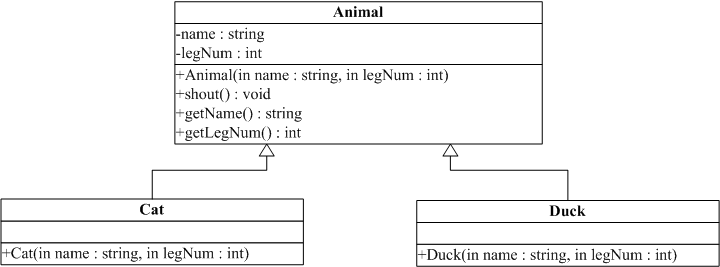 Animal
-name : string
-legNum : int
+Animal(in name : string, in legNum : int)
+shout() : void
+getName() : string
+getLegNum() : int
Cat
+Cat(in name : string, in legNum : int)
Duck
+Duck(in name : string, in legNum : int)